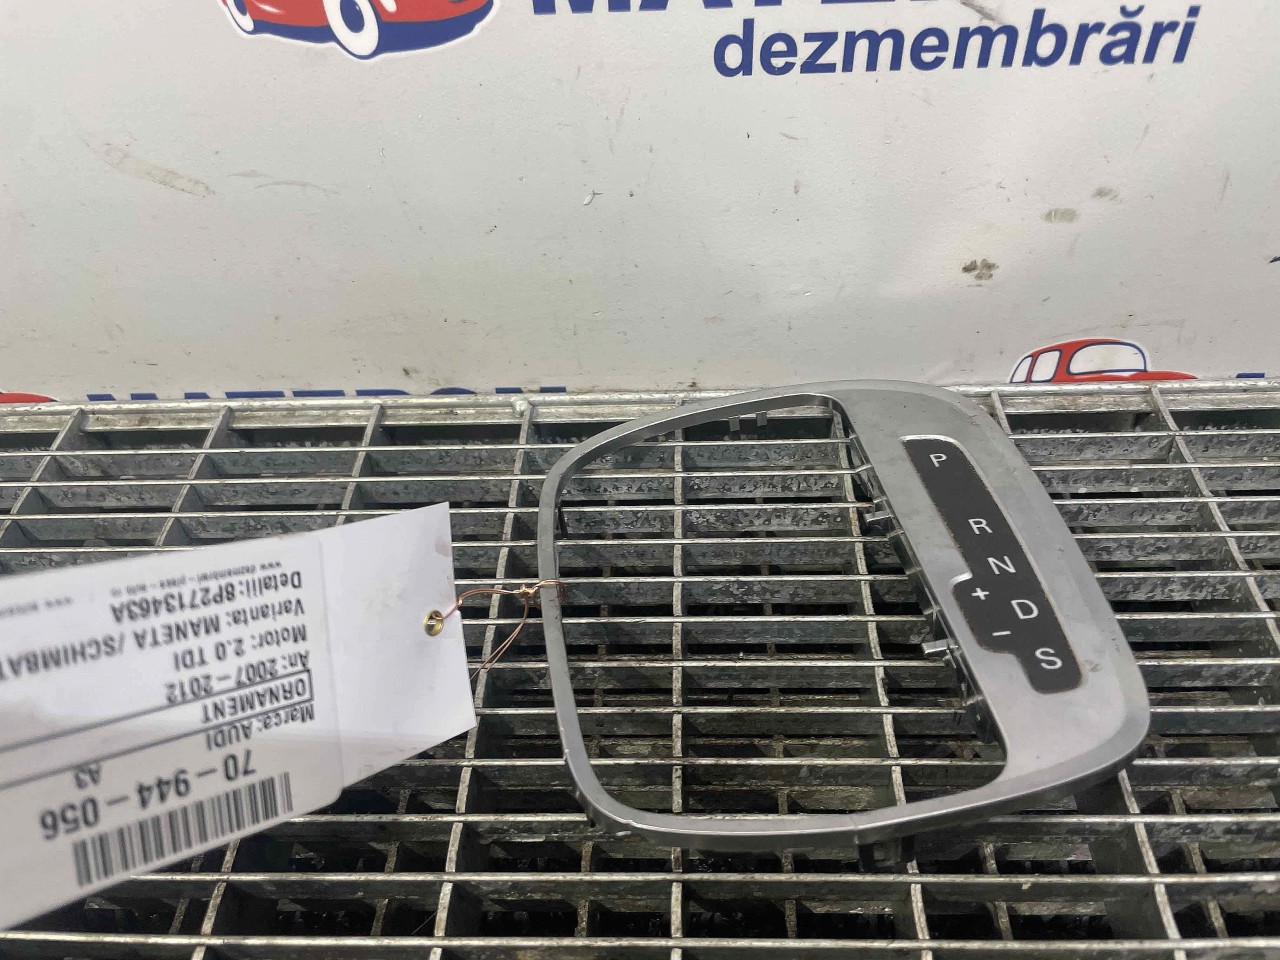 dezmembrări
P
R
N
+
D
-
S
70-944-056
A3
Marca: AUDI
ORNAMENT
An: 2007-2012
Motor: 2.0 TDI
Varianta: MANETA /SCHIMBAT
Detalii: 8P2713463A